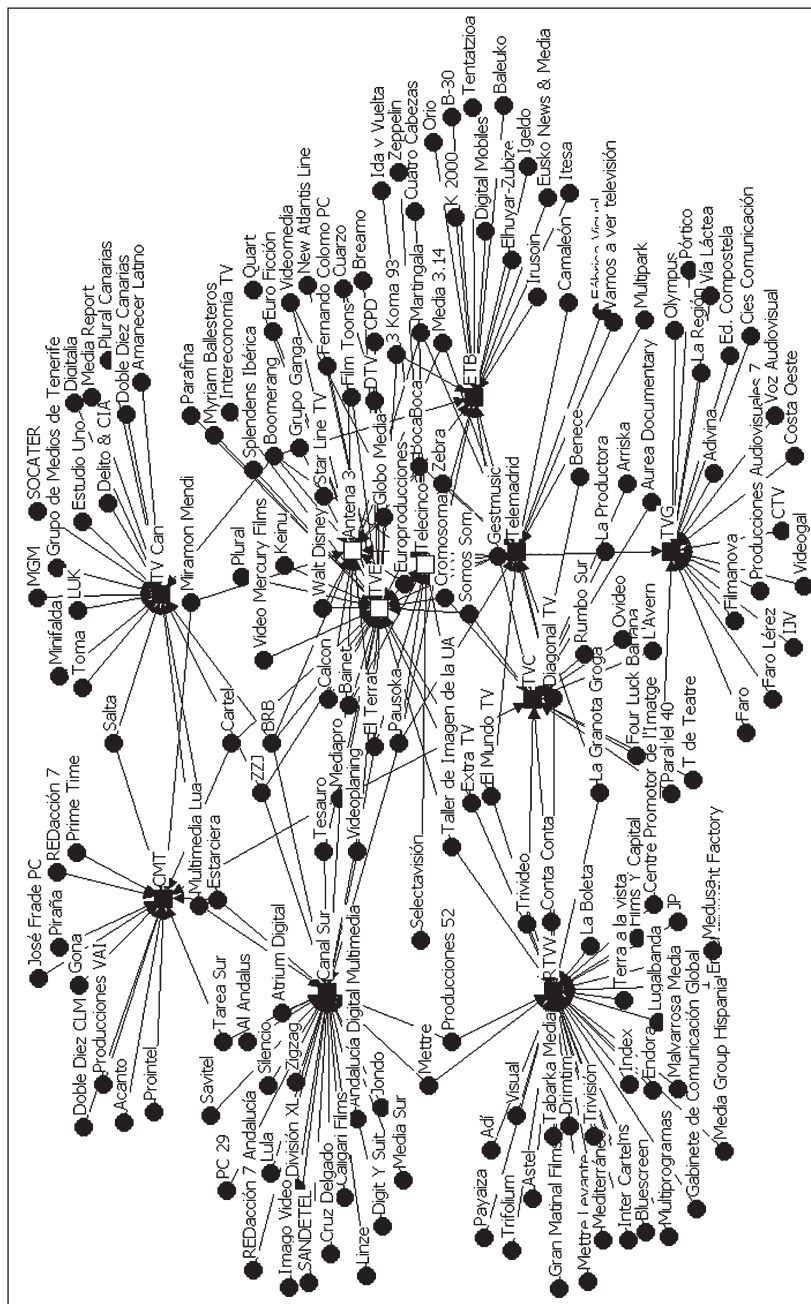 José Frade PC
REDacción 7
Prime Time
Piraña
Gona
Producciones VAI
Doble Diez CLM
Acanto
Prointel
CMT
Multimedia Lua
Estarciera
Tarea Sur
Al Andalus
Atrium Digital
Savitel
Silencio
PC 29
Zigzag
REDacción 7 Andalucía
Lula
Imago Video
División XL
SANDETEL
Cruz Delgado
Caligari Films
Linze
Digit Y Suit
Jondo
Media Sur
Andalucía Digital Multimedia
Canal Sur
Tesauro
Mediapro
Videoplaning
Selectavisión
Producciones 52
Mettre
MGM
SOCATER
Grupo de Medios de Tenerife
Minifaldal
Toma
LUK
Estudio Uno
Digitalia
Media Report
Delito & CIA
Plural Canarias
Doble Diez Canarias
Amanecer Latino
TV Can
Miramon Mendi
Salta
Cartel
BRB
ZZJ
Calcon
Bainet
El Terrat
Pausoka
Parafina
Myriam Ballesteros
Intereconomía TV
Splendens Ibérica
Boomerang
Quart
Euro Ficción
Videomedia
New Atlantis Line
Grupo Ganga
Fernando Colomo PC
Star Line TV
Cuarzo
Film Toons
Breamo
DTV
CPD
Plural
Keinu
Video Mercury Films
Walt Disney
Antena 3
TVE
Globo Media
Europroducciones
Telecinco
BocaBoca
Cromosoma
Zebra
Somos Som
Gestmusic
Telemadrid
3 Koma 93
Martingala
Media 3.14
Ida y Vuelta
Zeppelin
Cuatro Cabezas
Orio
B-30
K 2000
Tentatzioa
Digital Mobiles
Baleuko
Elhuyar-Zubize
Igeldo
Irusoin
Eusko News & Media
Itesa
ETB
Camaleón
Fábrica Visual
Vamos a ver televisión
Multipark
Benece
La Productora
Arriska
Aurea Documentary
Taller de Imagen de la UA
Extra TV
El Mundo TV
TVC
Diagonal TV
Rumbo Sur
Ovideo
La Granota Groga
L'Avern
Four Luck Banana
Centre Promotor de l'Imatge
Paral·lel 40
T de Teatre
Trivideo
Conta Conta
La Boleta
RTVV
Terra a la vista
Films Y Capital
Lugalbanda
JP
Medusa
Index
Endora
Malvarrosa Media
Media Group Hispania
Gabinete de Comunicación Global
Payaiza
Adí
Trifolium
Visual
Astel
Tabarka Media
Gran Matinal Films
Drimtim
Mettre Levante
Trivisión
Mediterráneo
Inter Cartelns
Bluescreen
Multiprogramas
TVG
Olympus
Pórtico
La Region
Vía Láctea
Ed. Compostela
Cies Comunicación
Adivina
Voz Audiovisual
Costa Oeste
Producciones Audiovisuales 7
CTV
Videogal
Filmanova
IJV
Faro Lérez
Faro